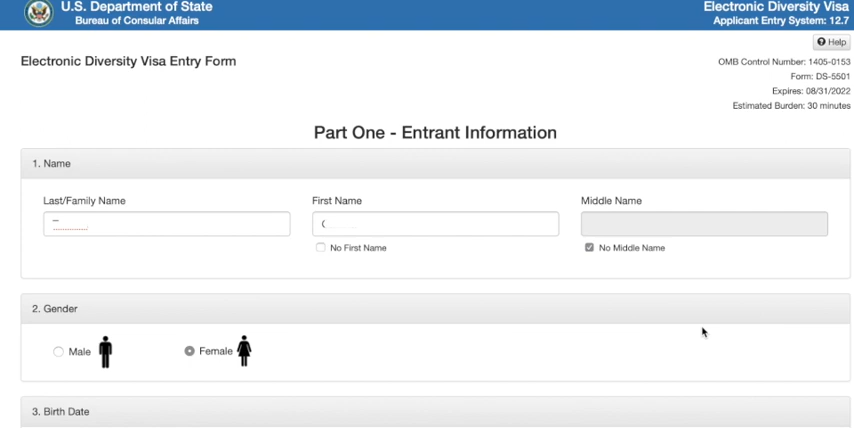 U.S. Department of State
Bureau of Consular Affairs
Electronic Diversity Visa
Applicant Entry System: 12.7
Help
Electronic Diversity Visa Entry Form
OMB Control Number: 1405-0153
Form: DS-5501
Expires: 08/31/2022
Estimated Burden: 30 minutes
Part One - Entrant Information
1. Name
Last/Family Name
First Name
Middle Name
No First Name
No Middle Name
2. Gender
Male
Female
3. Birth Date